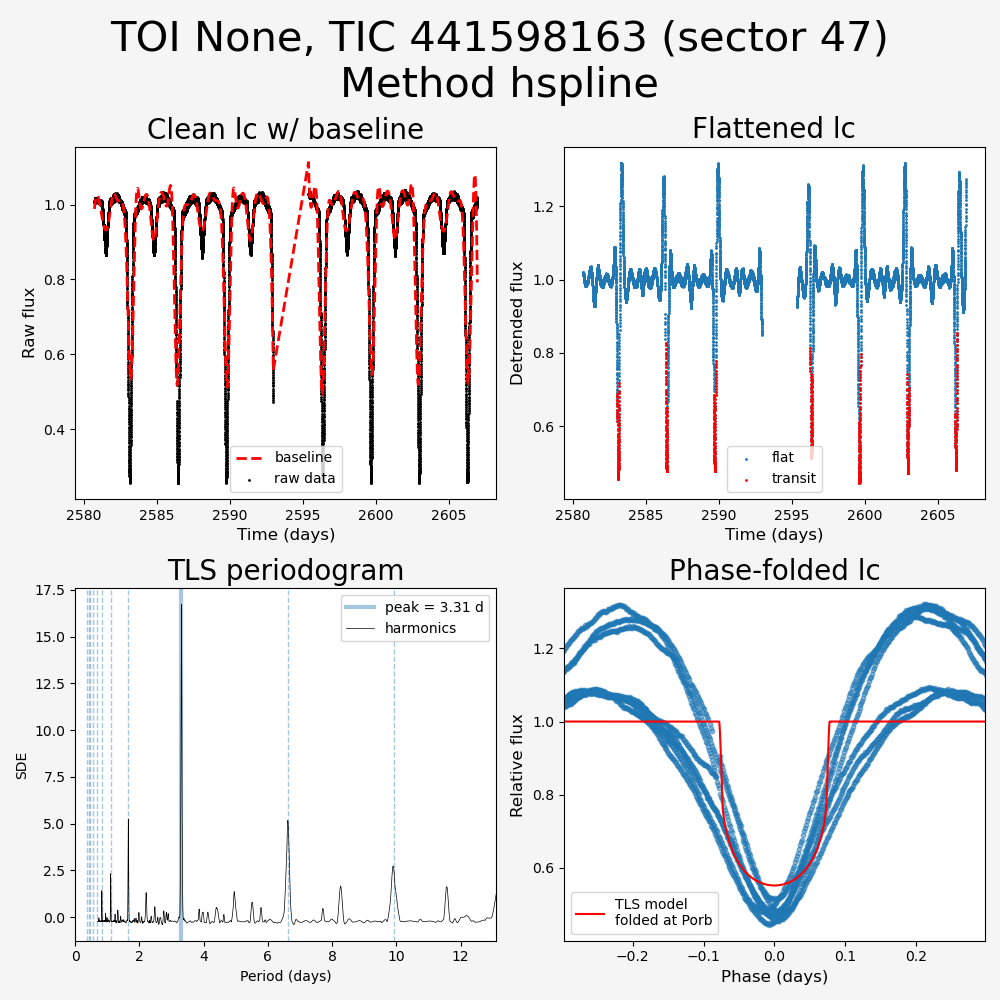 TOI None, TIC 441598163 (sector 47)
Method hspline
Clean lc w/ baseline
Raw flux
1.0
0.8
0.6
0.4
baseline
raw data
2580 2585 2590 2595 2600 2605
Time (days)
Flattened lc
Detrended flux
1.2
1.0
0.8
0.6
flat
transit
2580 2585 2590 2595 2600 2605
Time (days)
TLS periodogram
SDE
17.5
15.0
12.5
10.0
7.5
5.0
2.5
0.0
peak = 3.31 d
harmonics
0 2 4 6 8 10 12
Period (days)
Phase-folded lc
Relative flux
1.2
1.0
0.8
0.6
TLS model
folded at Porb
−0.2 −0.1 0.0 0.1 0.2
Phase (days)